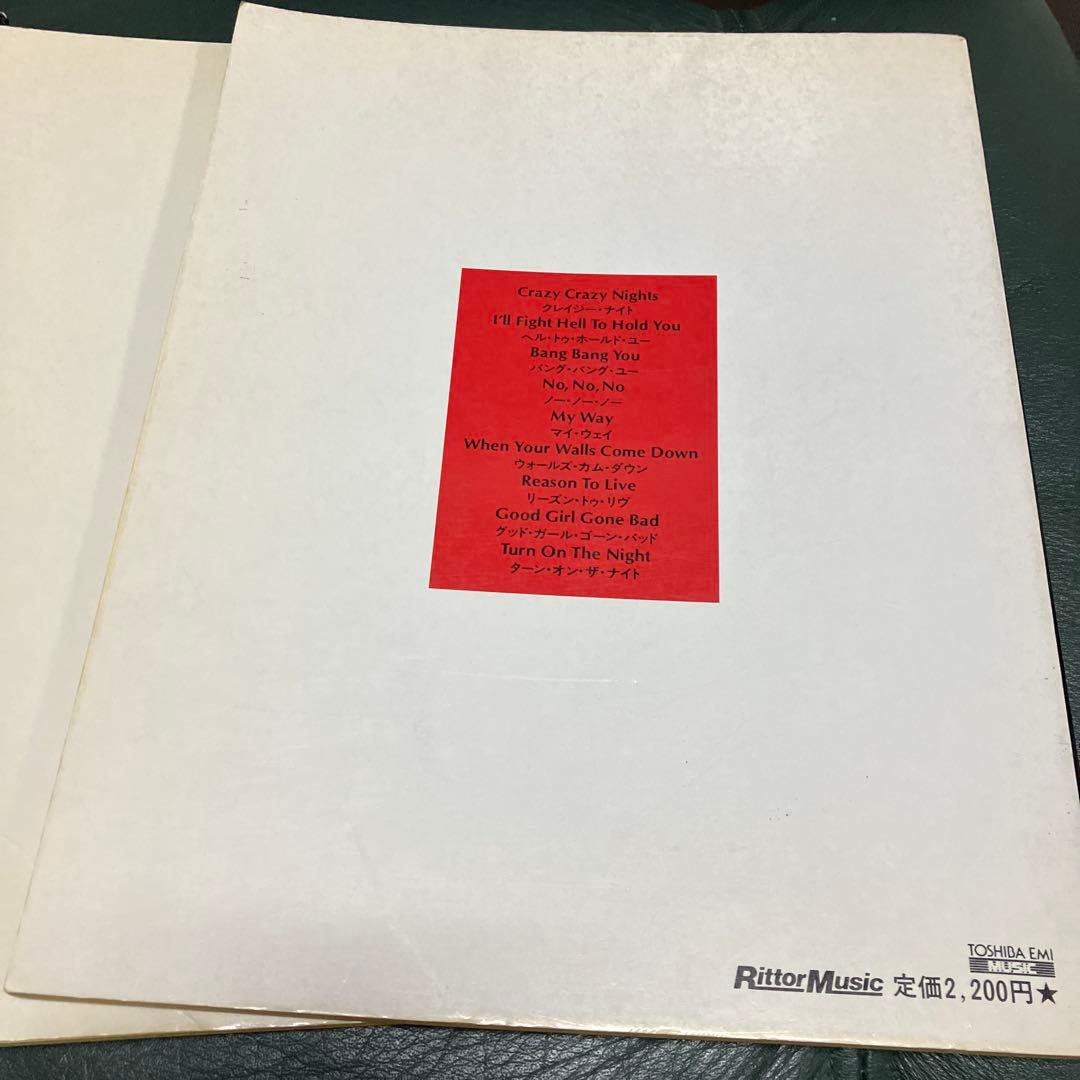 Crazy Crazy Nights
クレイジー・ナイト
I'll Fight Hell To Hold You
ヘル・トゥ・ホールド・ユー
Bang Bang You
バング・バング・ユー
No, No, No
ノー・ノー・ノー
My Way
マイ・ウェイ
When Your Walls Come Down
ウォールズ・カム・ダウン
Reason To Live
リーズン・トゥ・リヴ
Good Girl Gone Bad
グッド・ガール・ゴーン・バッド
Turn On The Night
ターン・オン・ザ・ナイト
TOSHIBA EMI
MUSIC
RittorMusic 定価2,200円★